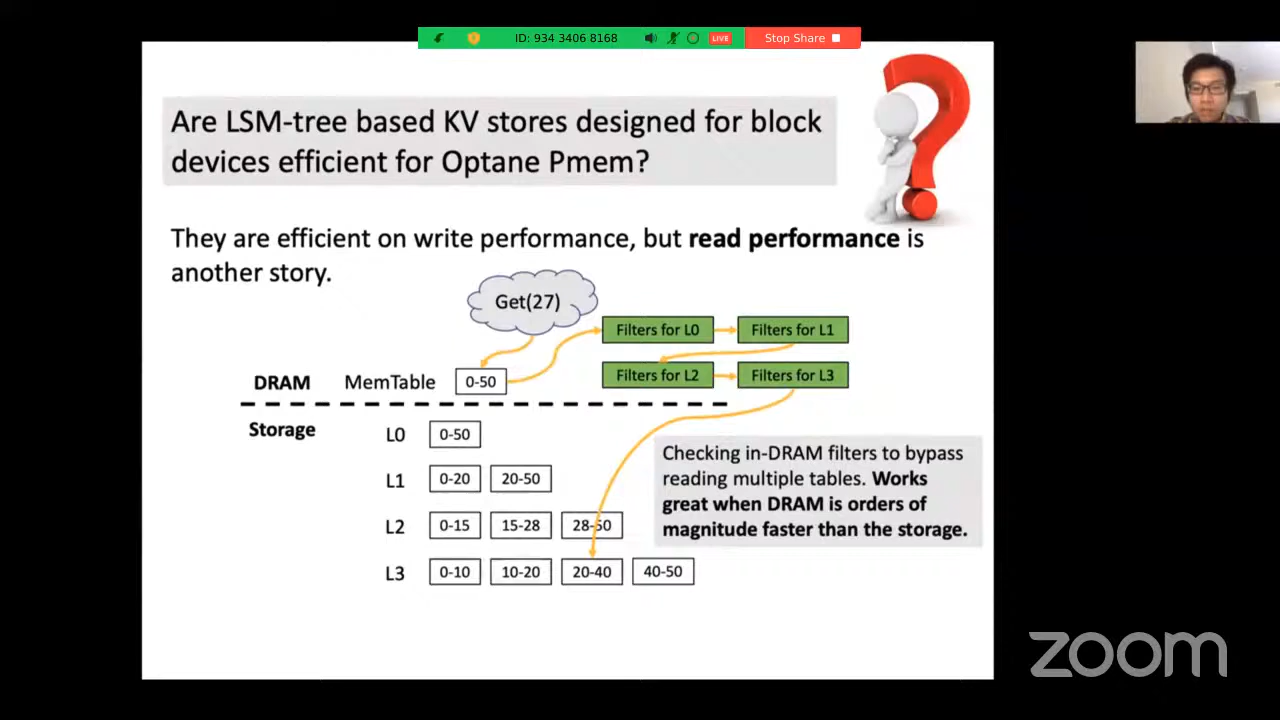 ID: 934 3406 8168
LIVE
Stop Share
Are LSM-tree based KV stores designed for block
devices efficient for Optane Pmem?
They are efficient on write performance, but read performance is
another story.
Get(27)
Filters for L0
Filters for L1
Filters for L2
Filters for L3
DRAM
MemTable
0-50
Storage
L0
0-50
L1
0-20
20-50
L2
0-15
15-28
28-50
L3
0-10
10-20
20-40
40-50
Checking in-DRAM filters to bypass
reading multiple tables. Works
great when DRAM is orders of
magnitude faster than the storage.
zoom